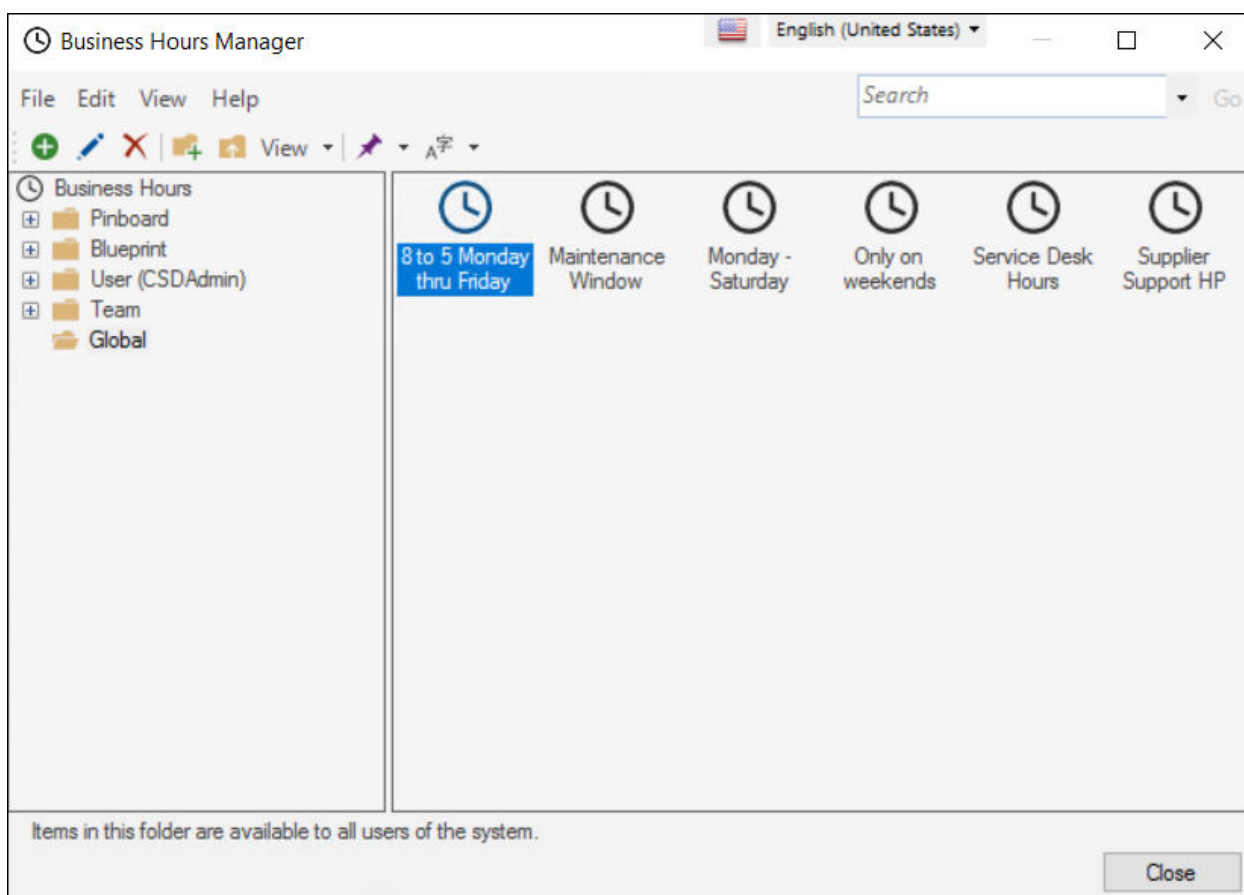 Business Hours Manager
English (United States)
File Edit View Help
Search
Go
View
A字
Business Hours
Pinboard
Blueprint
User (CSDAdmin)
Team
Global
8 to 5 Monday
thru Friday
Maintenance
Window
Monday -
Saturday
Only on
weekends
Service Desk
Hours
Supplier
Support HP
Items in this folder are available to all users of the system.
Close